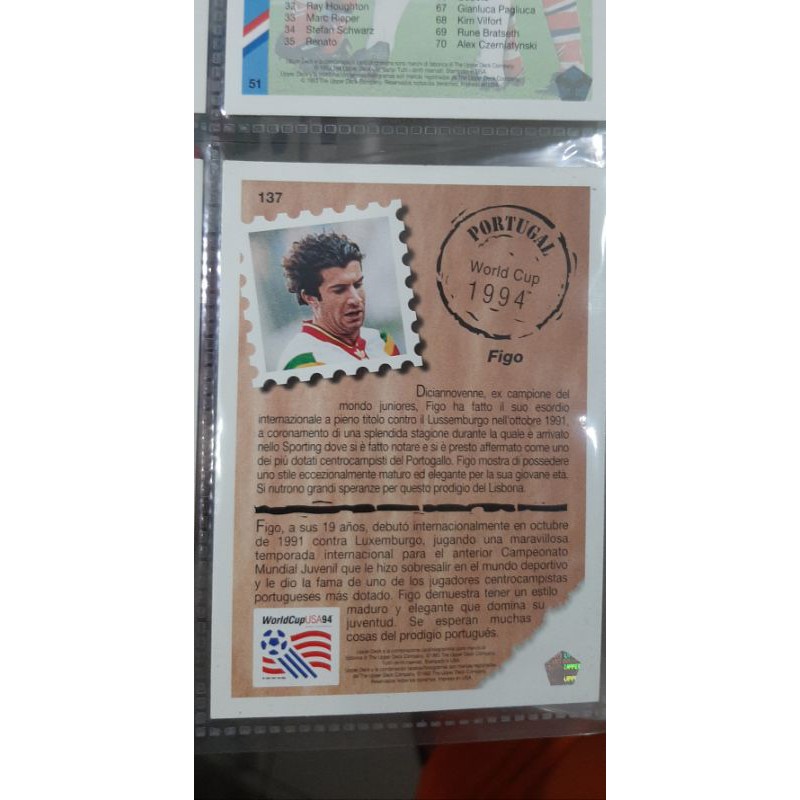 32 Ray Houghton
33 Marc Rieper
34 Stefan Schwarz
35 Renato
67 Gianluca Pagliuca
68 Kim Vilfort
69 Rune Bratseth
70 Alex Czerniatynski
51
137
PORTUGAL
World Cup
1994
Figo
Diciannovenne, ex campione del
mondo juniores, Figo ha fatto il suo esordio
internazionale a pieno titolo contro il Lussemburgo nell'ottobre 1991,
a coronamento di una splendida stagione durante la quale è arrivato
nello Sporting dove si è fatto notare e si è presto affermato come uno
dei più dotati centrocampisti del Portogallo. Figo mostra di possedere
uno stile eccezionalmente maturo ed elegante per la sua giovane età.
Si nutrono grandi speranze per questo prodigio del Lisbona.
Figo, a sus 19 años, debutó internacionalmente en octubre
de 1991 contra Luxemburgo, jugando una maravillosa
temporada internacional para el anterior Campeonato
Mundial Juvenil que le hizo sobresalir en el mundo deportivo
y le dio la fama de uno de los jugadores centrocampistas
portugueses más dotado. Figo demuestra tener un estilo
maduro y elegante que domina su
juventud. Se esperan muchas
cosas del prodigio portugués.
WorldCupUSA94